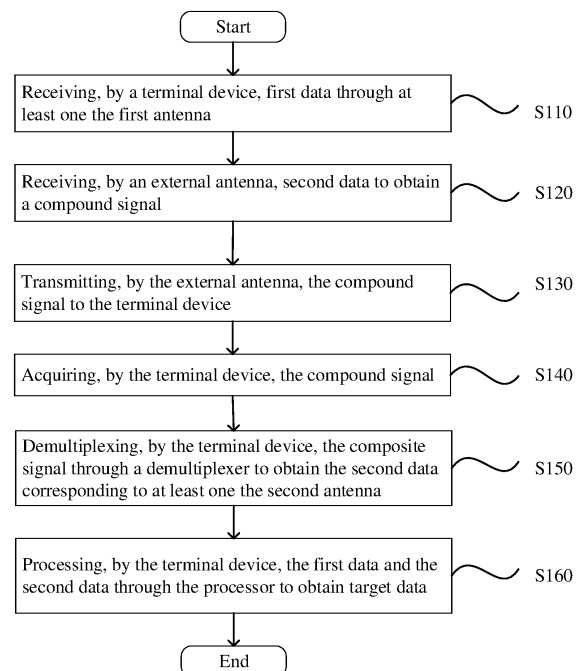 Start
Receiving, by a terminal device, first data through at
least one the first antenna
S110
Receiving, by an external antenna, second data to obtain
a compound signal
S120
Transmitting, by the external antenna, the compound
signal to the terminal device
S130
Acquiring, by the terminal device, the compound signal
S140
Demultiplexing, by the terminal device, the composite
signal through a demultiplexer to obtain the second data
corresponding to at least one the second antenna
S150
Processing, by the terminal device, the first data and the
second data through the processor to obtain target data
S160
End